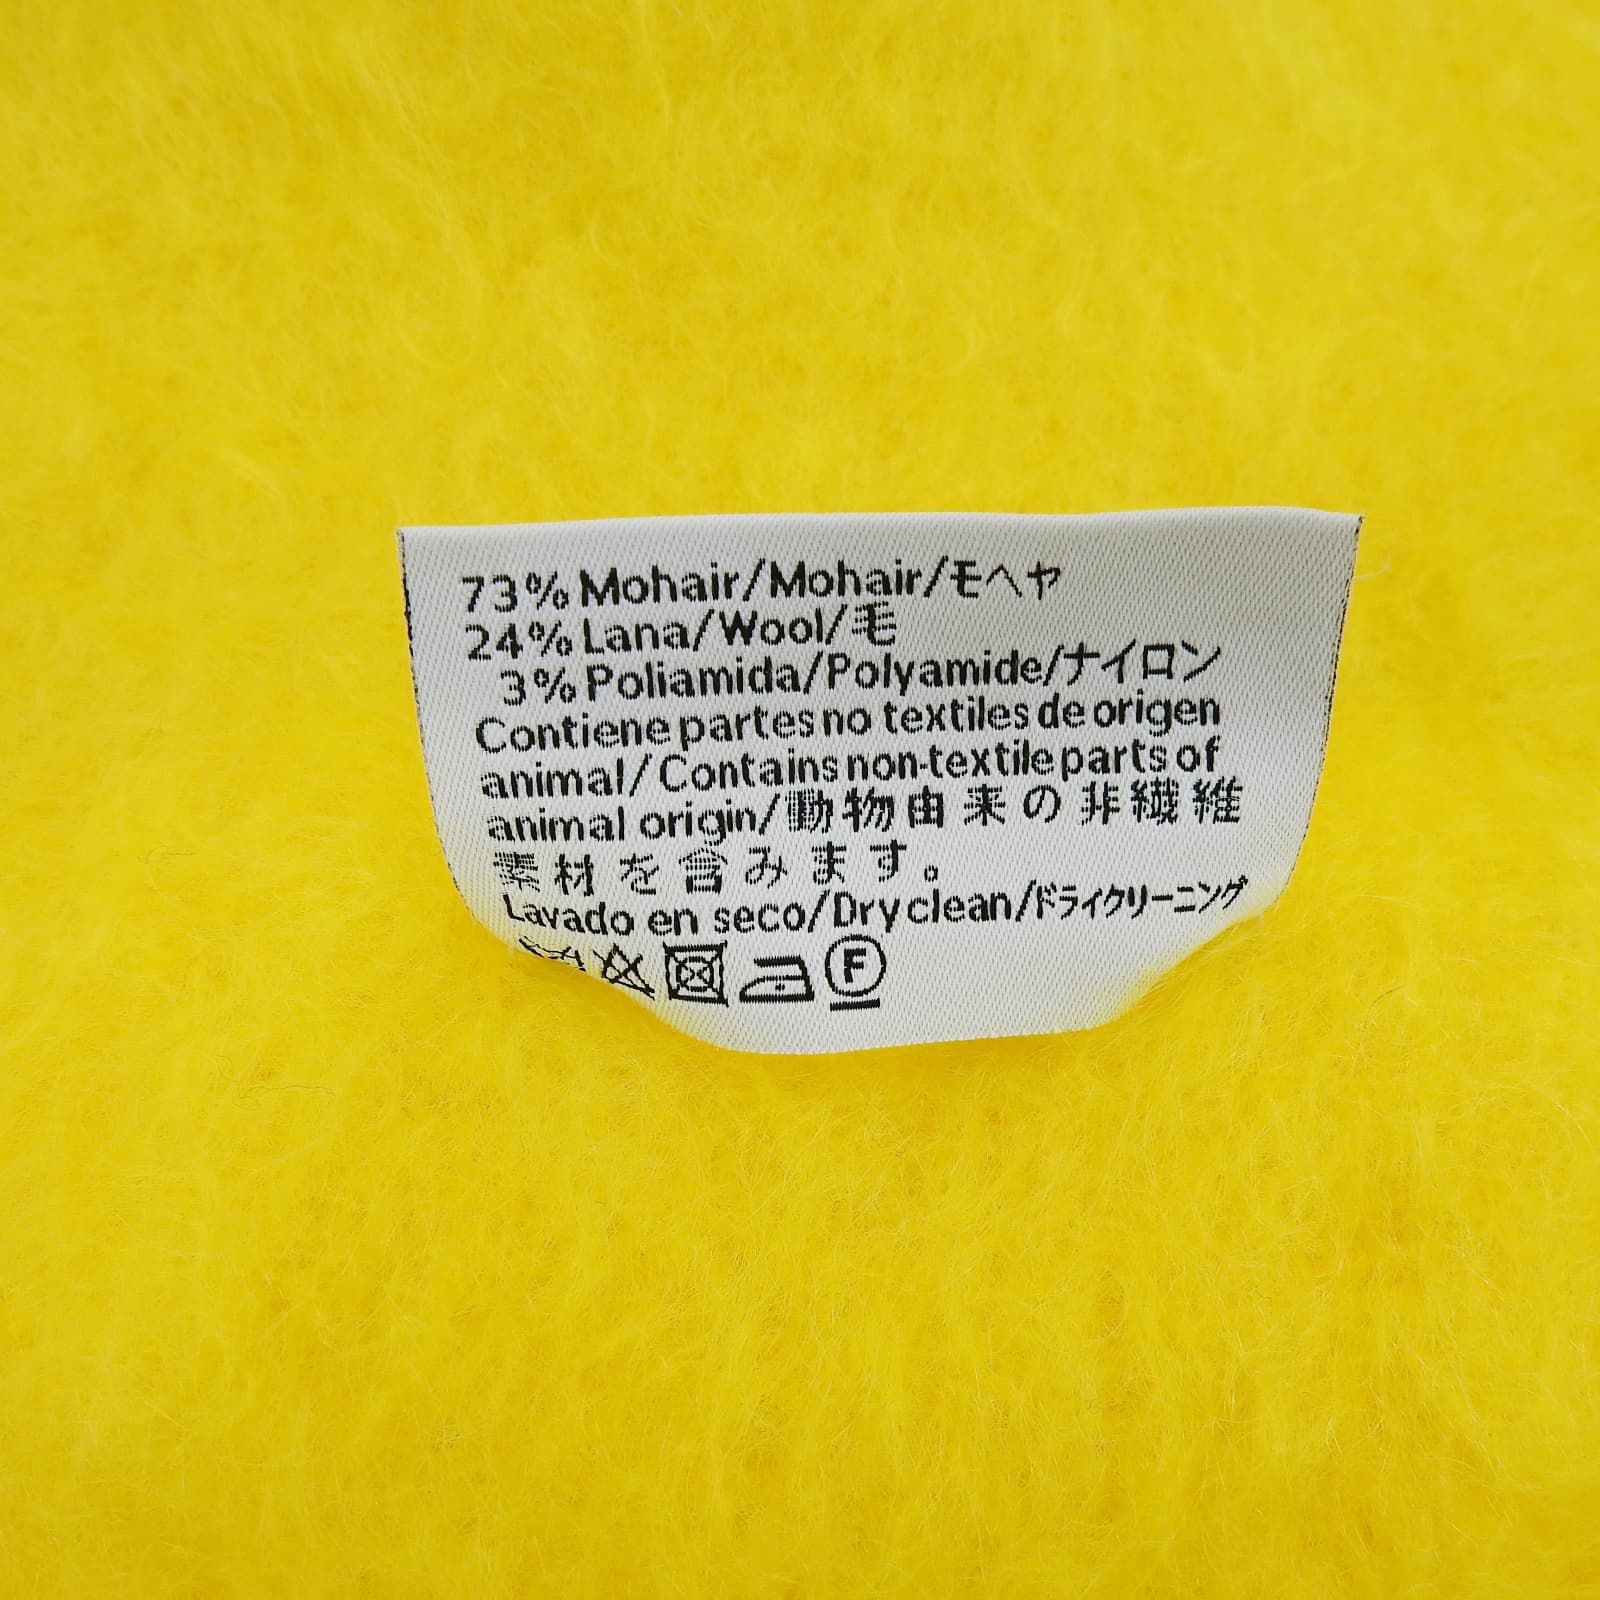 73% Mohair/Mohair/モヘヤ
24% Lana/Wool/毛
3% Poliamida/Polyamide/ナイロン
Contiene partes no textiles de origen
animal/Contains non-textile parts of
animal origin/動物由来の非繊維
素材を含みます。
Lavado en seco/Dry clean/ドライクリーニング
F